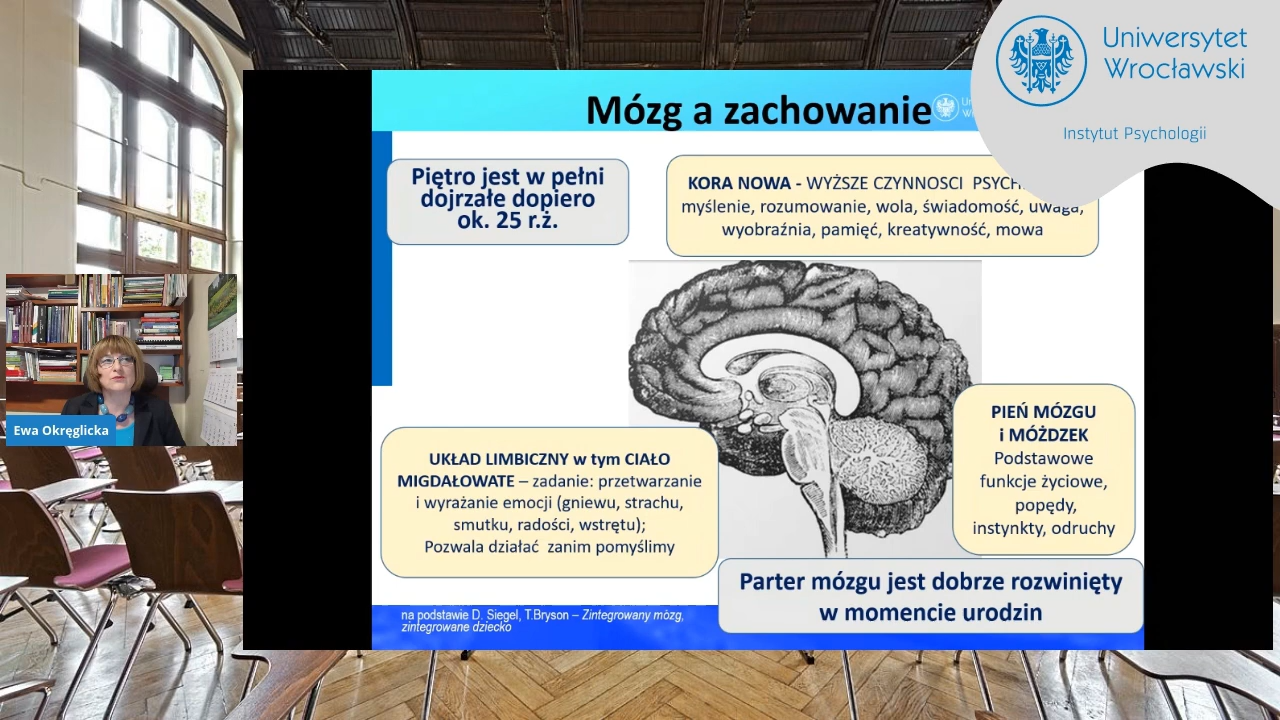 Uniwersytet
Wrocławski
Instytut Psychologii
Mózg a zachowanie
Piętro jest w pełni
dojrzałe dopiero
ok. 25 r.ż.
KORA NOWA - WYŻSZE CZYNNOSCI
myślenie, rozumowanie, wola, świadomość, uwaga,
wyobraźnia, pamięć, kreatywność, mowa
PIEŃ MÓZGU
i MÓŻDZEK
Podstawowe
funkcje życiowe,
popędy,
instynkty, odruchy
Ewa Okręglicka
UKŁAD LIMBICZNY w tym CIAŁO
MIGDAŁOWATE – zadanie: przetwarzanie
i wyrażanie emocji (gniewu, strachu,
smutku, radości, wstrętu);
Pozwala działać zanim pomyślimy
Parter mózgu jest dobrze rozwinięty
w momencie urodzin
na podstawie D. Siegel, T.Bryson – Zintegrowany mózg,
zintegrowane dziecko